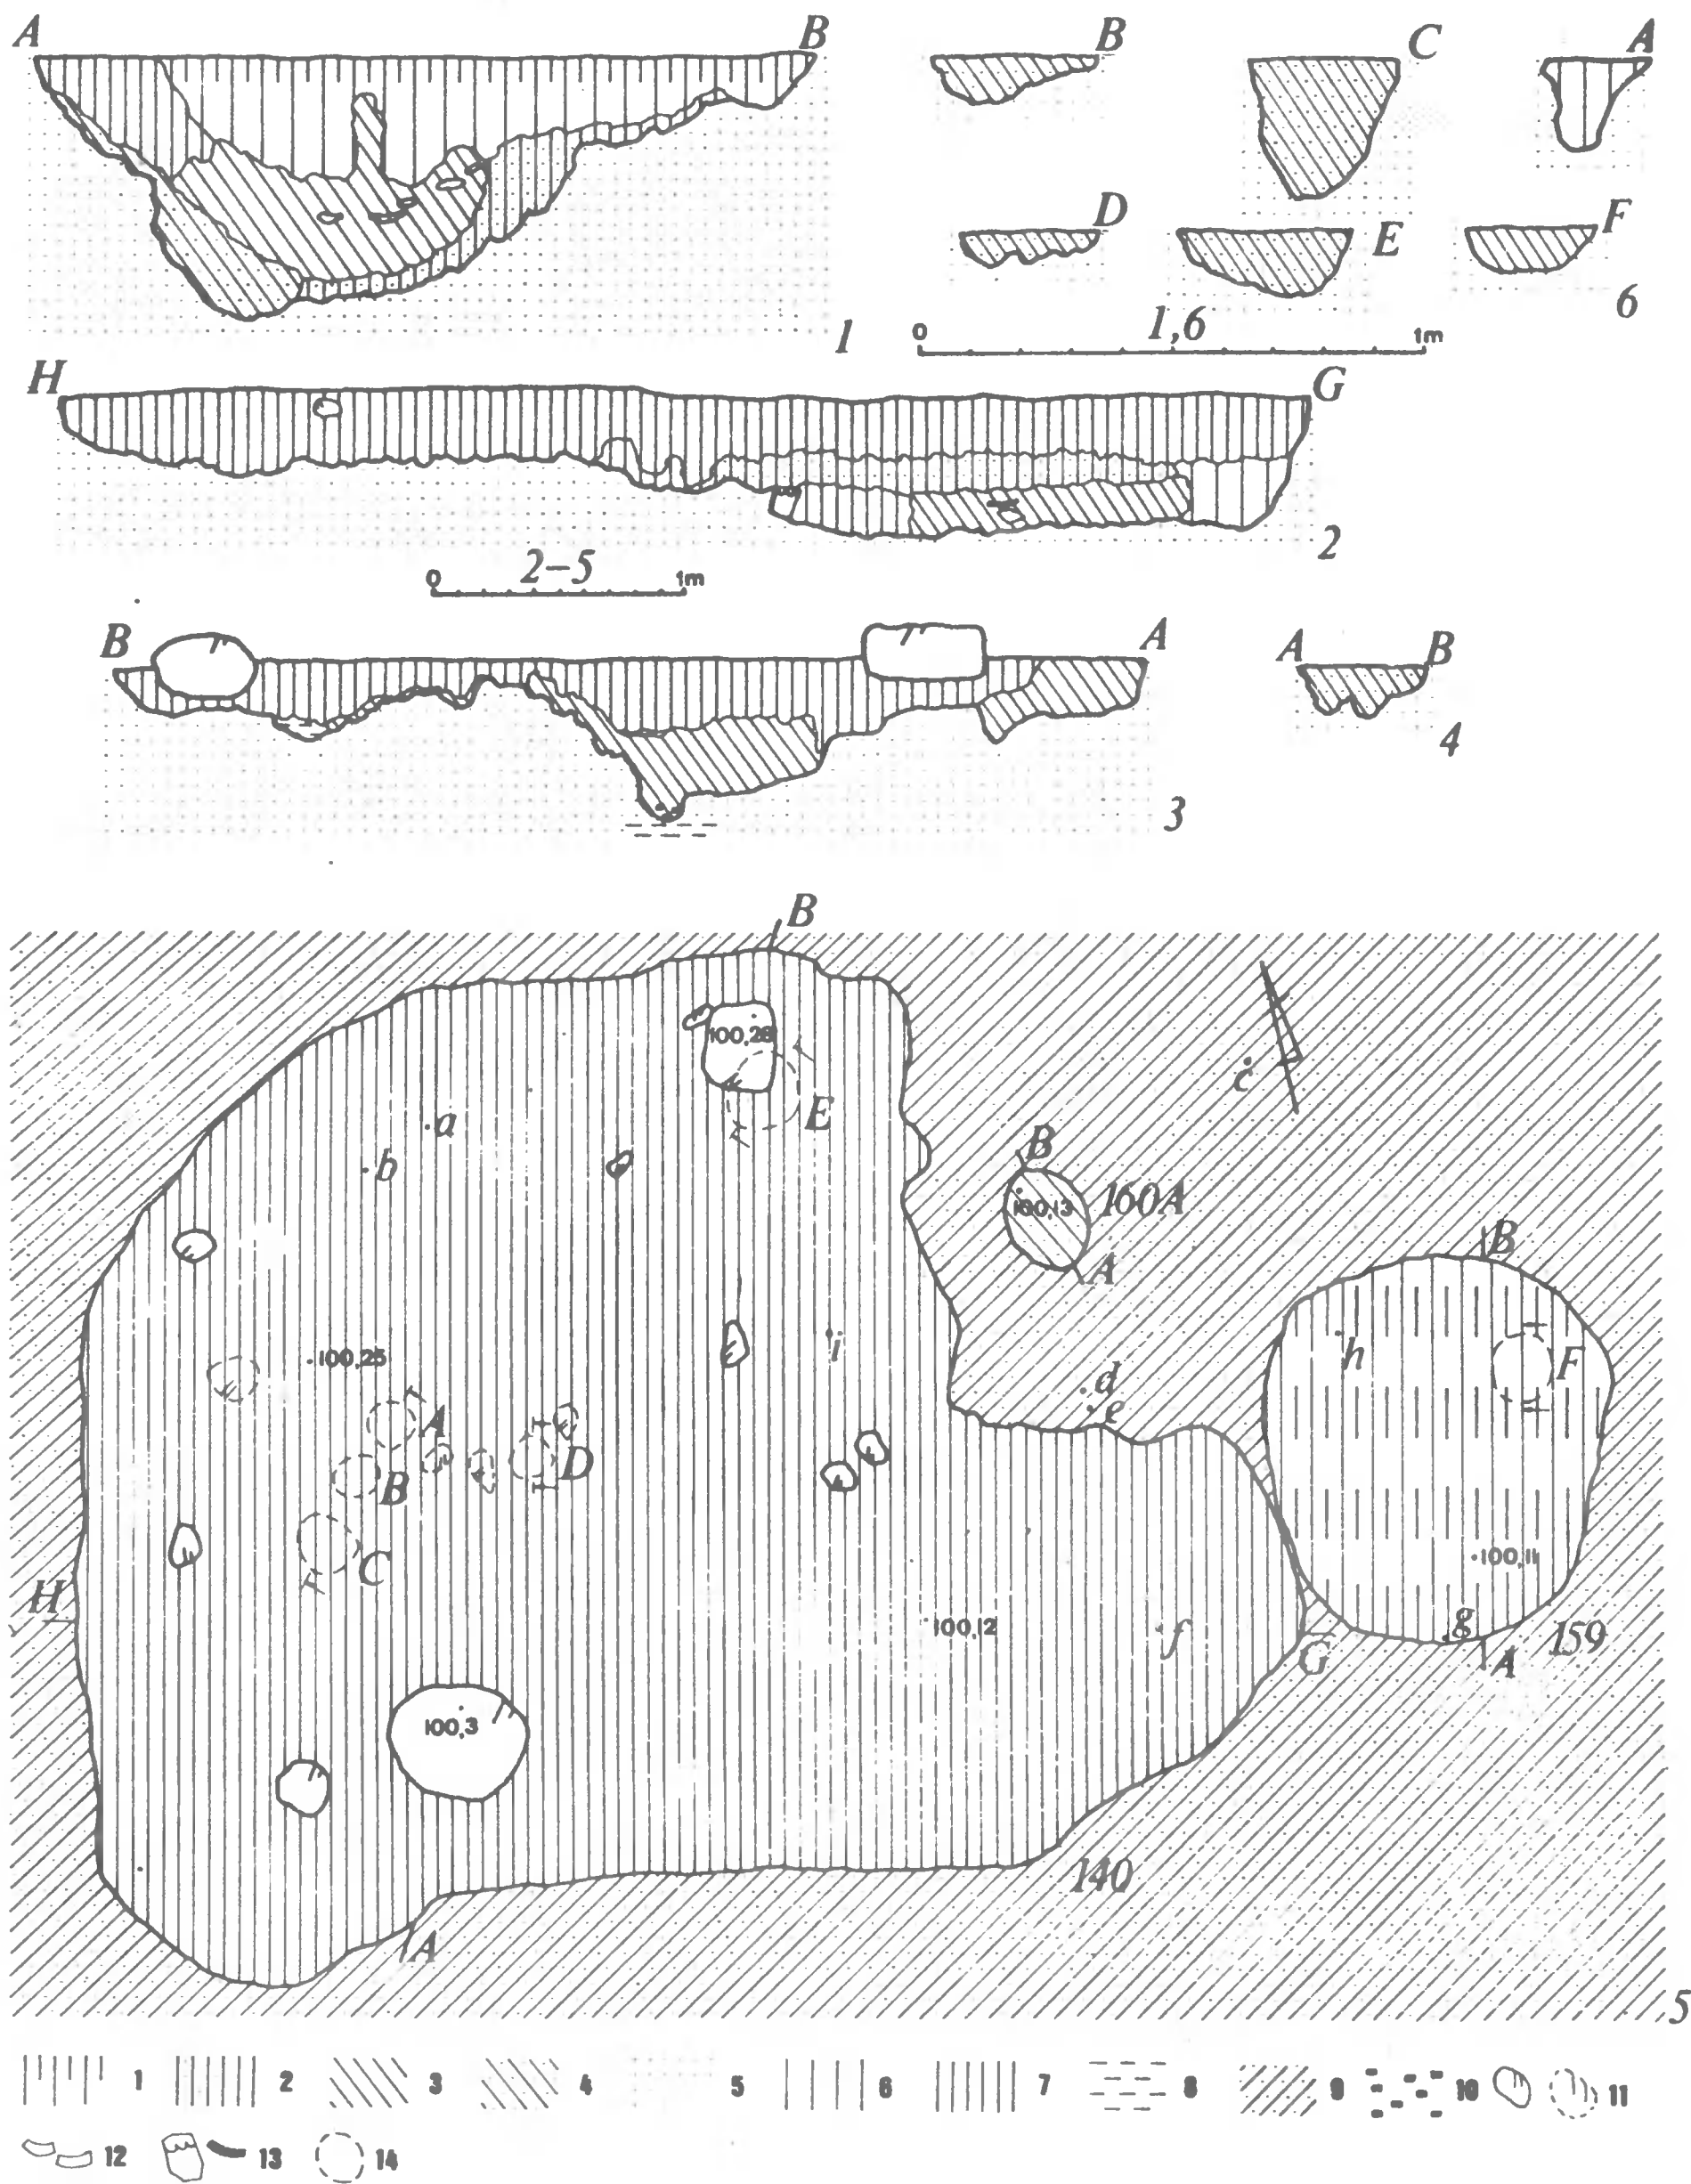 A B B C A
D B E F
6
1 0 1,6 1m
H G
2
0 2-5 1m
B A A B
4
3
B
100,28
c
a
E
b
B
100,13 160A
A
B
i h F
100,25
d
e
A
D
B
C
100,11
H
100,12 f g 159
G A
100,3
140
A
5
1 2 3 4 5 6 7 8 9 10 11
12 13 14